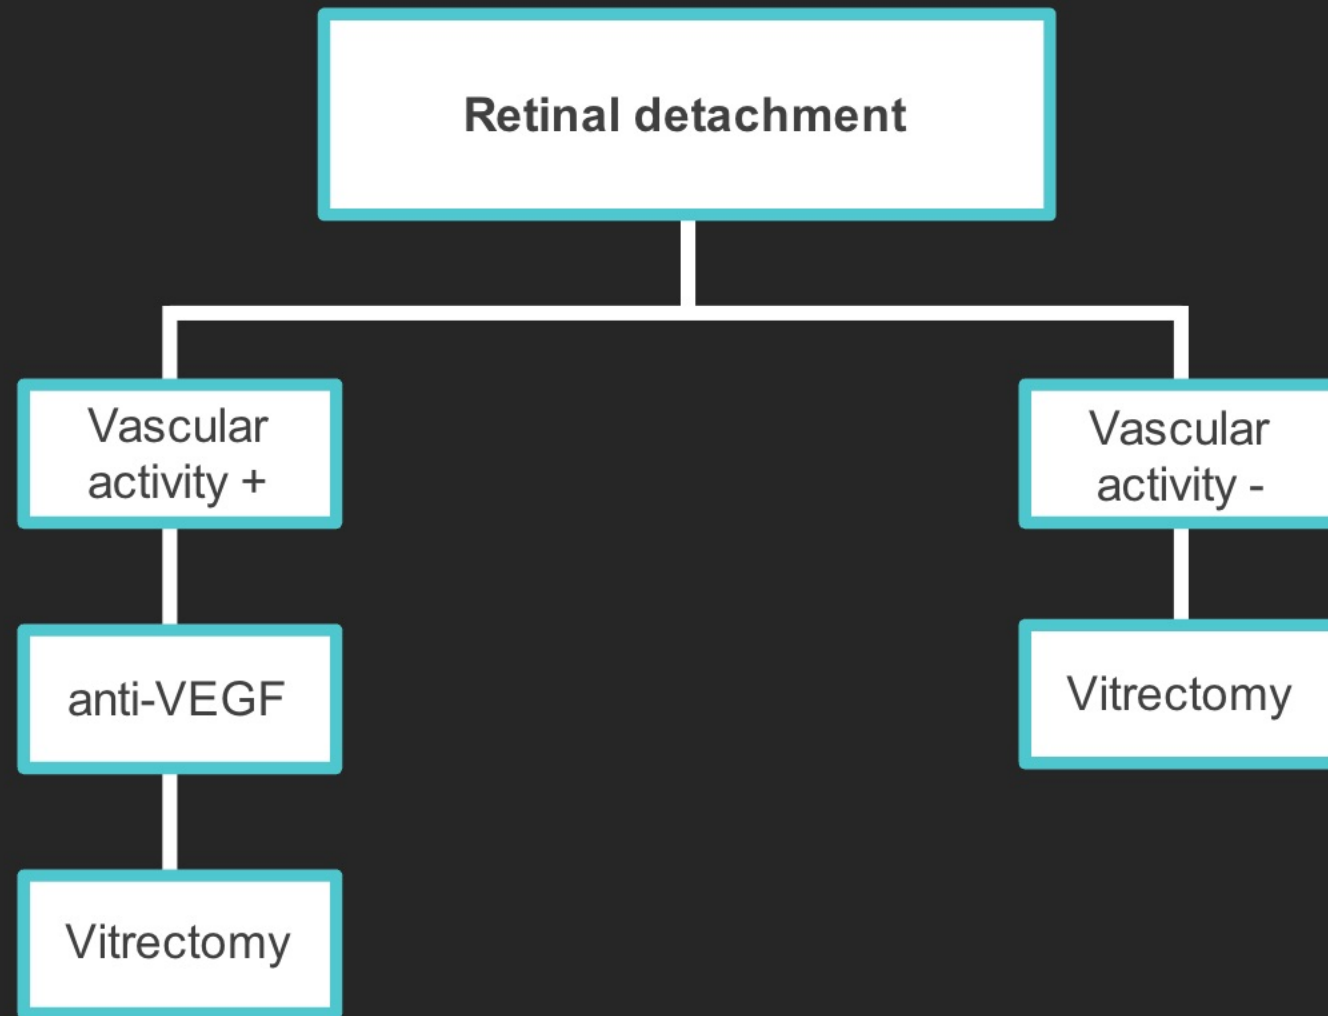 Retinal detachment
Vascular
activity +
Vascular
activity -
anti-VEGF
Vitrectomy
Vitrectomy